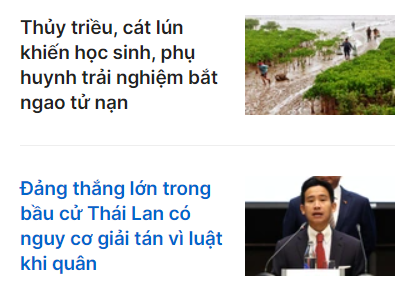 Thủy triều, cát lún
khiến học sinh, phụ
huynh trải nghiệm bắt
ngao tử nạn
Đảng thắng lớn trong
bầu cử Thái Lan có
nguy cơ giải tán vì luật
khi quân